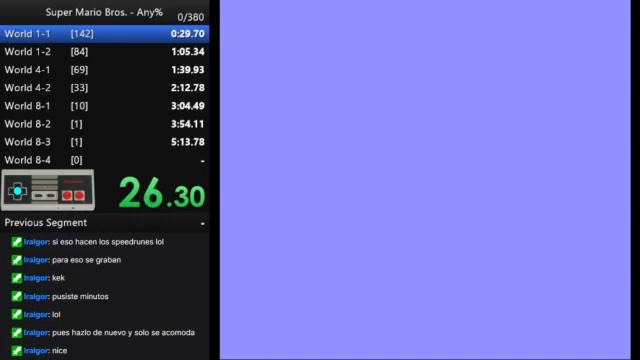 Super Mario Bros. - Any%
0/380
World 1-1 [142] 0:29.70
World 1-2 [84] 1:05.34
World 4-1 [69] 1:39.93
World 4-2 [33] 2:12.78
World 8-1 [10] 3:04.49
World 8-2 [1] 3:54.11
World 8-3 [1] 5:13.78
World 8-4 [0] -
26.30
Previous Segment -
Iralgor: si eso hacen los speedrunes lol
Iralgor: para eso se graban
Iralgor: kek
Iralgor: pusiste minutos
Iralgor: lol
Iralgor: pues hazlo de nuevo y solo se acomoda
Iralgor: nice